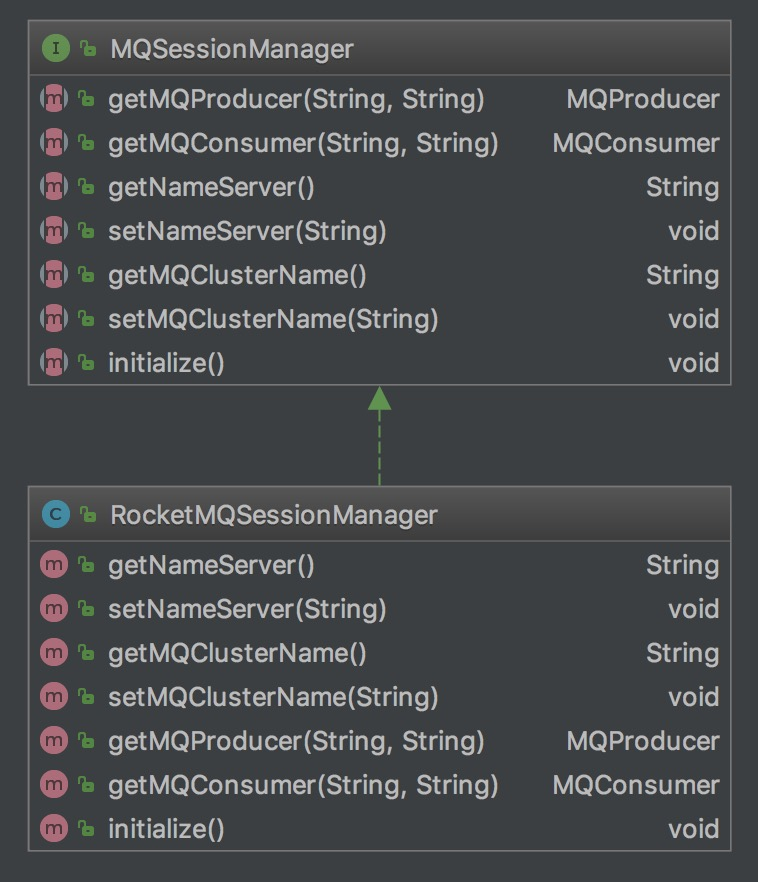 I MQSessionManager
m getMQProducer(String, String) MQProducer
m getMQConsumer(String, String) MQConsumer
m getNameServer() String
m setNameServer(String) void
m getMQClusterName() String
m setMQClusterName(String) void
m initialize() void
C RocketMQSessionManager
m getNameServer() String
m setNameServer(String) void
m getMQClusterName() String
m setMQClusterName(String) void
m getMQProducer(String, String) MQProducer
m getMQConsumer(String, String) MQConsumer
m initialize() void